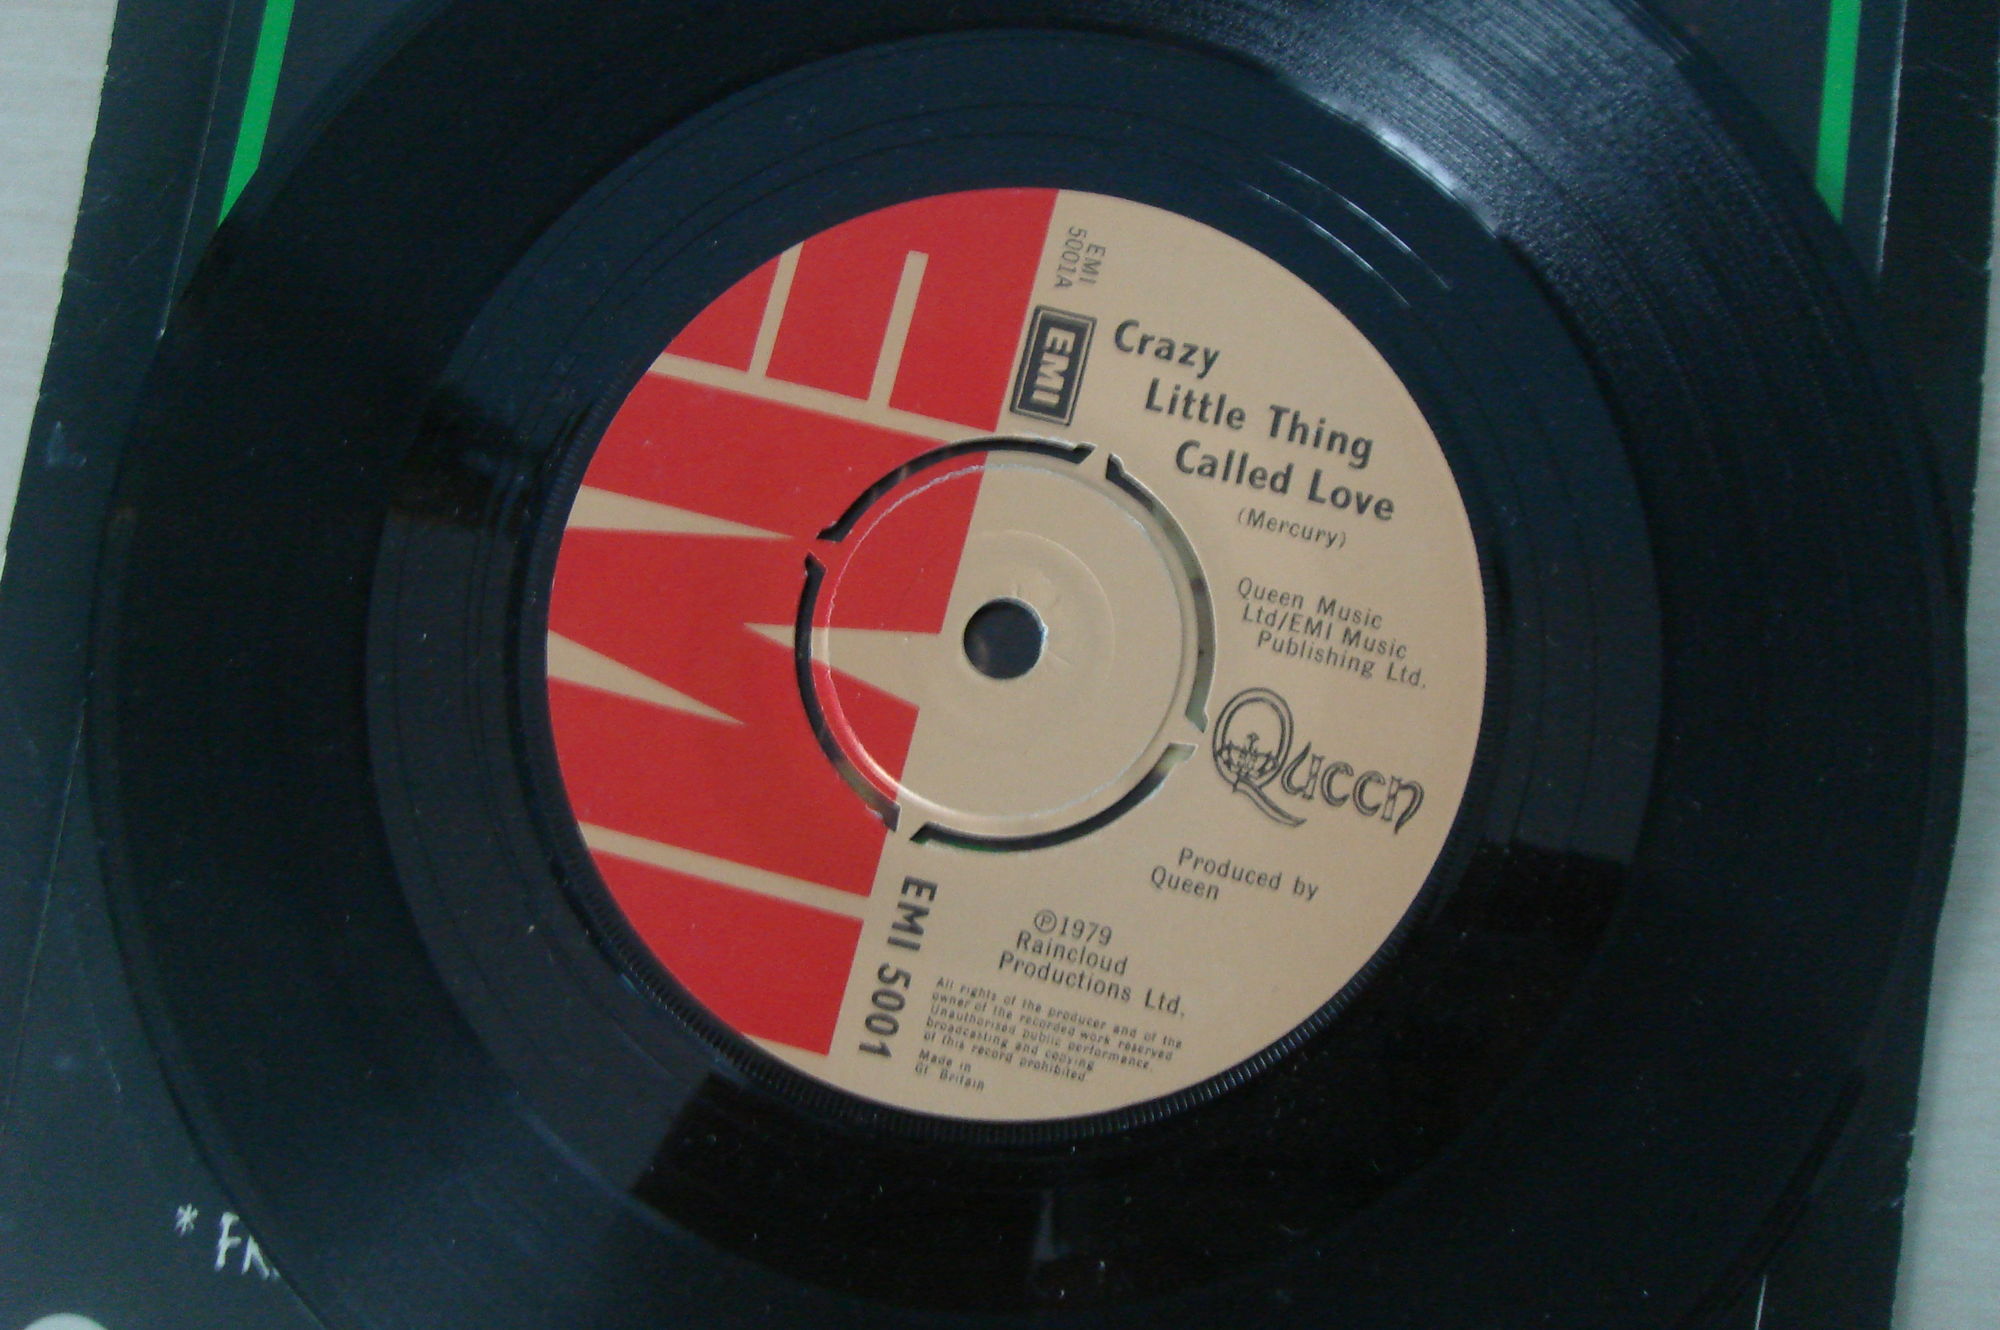 EMI
EMI
5001A
EMI
Crazy
Little Thing
Called Love
(Mercury)
Queen Music
Ltd/EMI Music
Publishing Ltd.
Queen
Produced by
Queen
℗1979
Raincloud
Productions Ltd.
EMI 5001
All rights of the producer and of the
owner of the recorded work reserved
Unauthorised public performance,
broadcasting and copying
of this record prohibited
Made in
Gt Britain